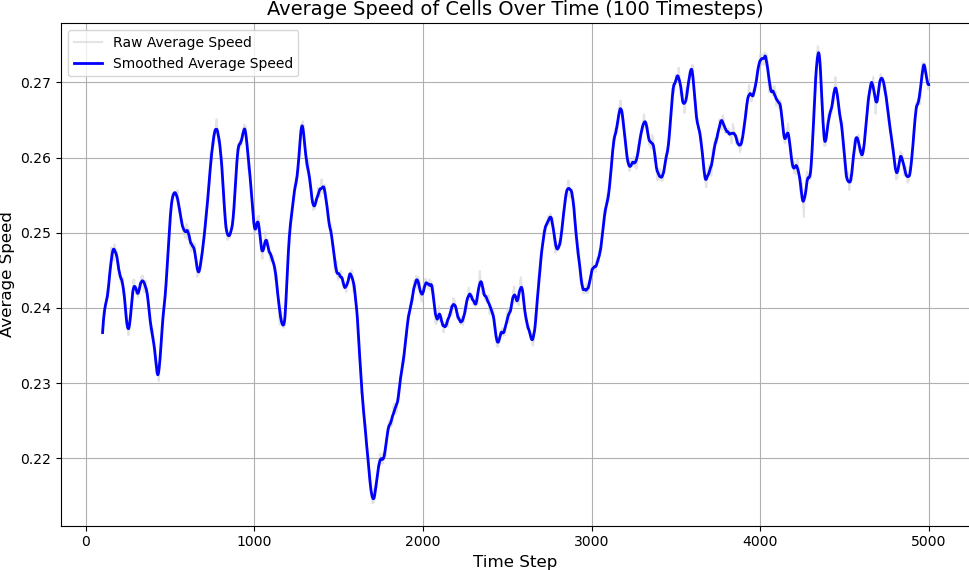 Average Speed of Cells Over Time (100 Timesteps)
Raw Average Speed
Smoothed Average Speed
Average Speed
0.27
0.26
0.25
0.24
0.23
0.22
0 1000 2000 3000 4000 5000
Time Step